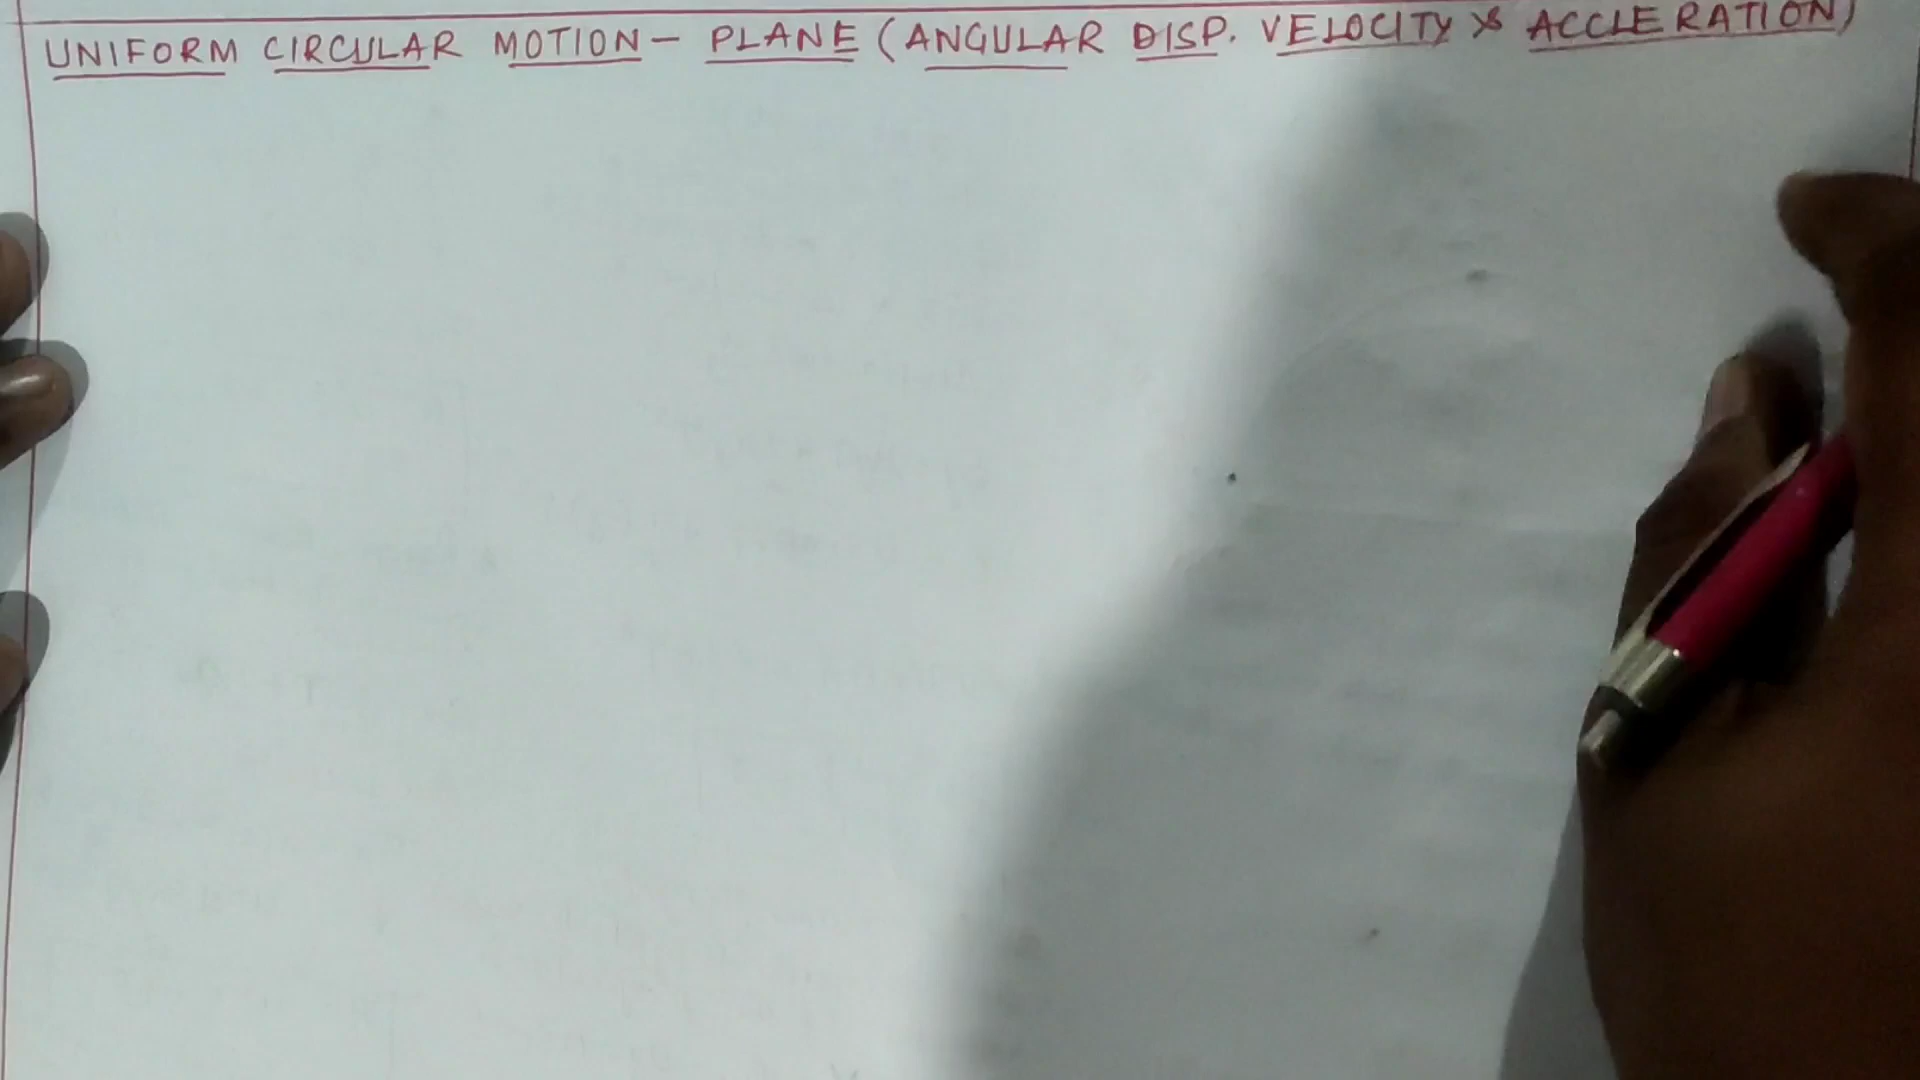 UNIFORM CIRCULAR MOTION - PLANE (ANGULAR DISP. VELOCITY & ACCLERATION)